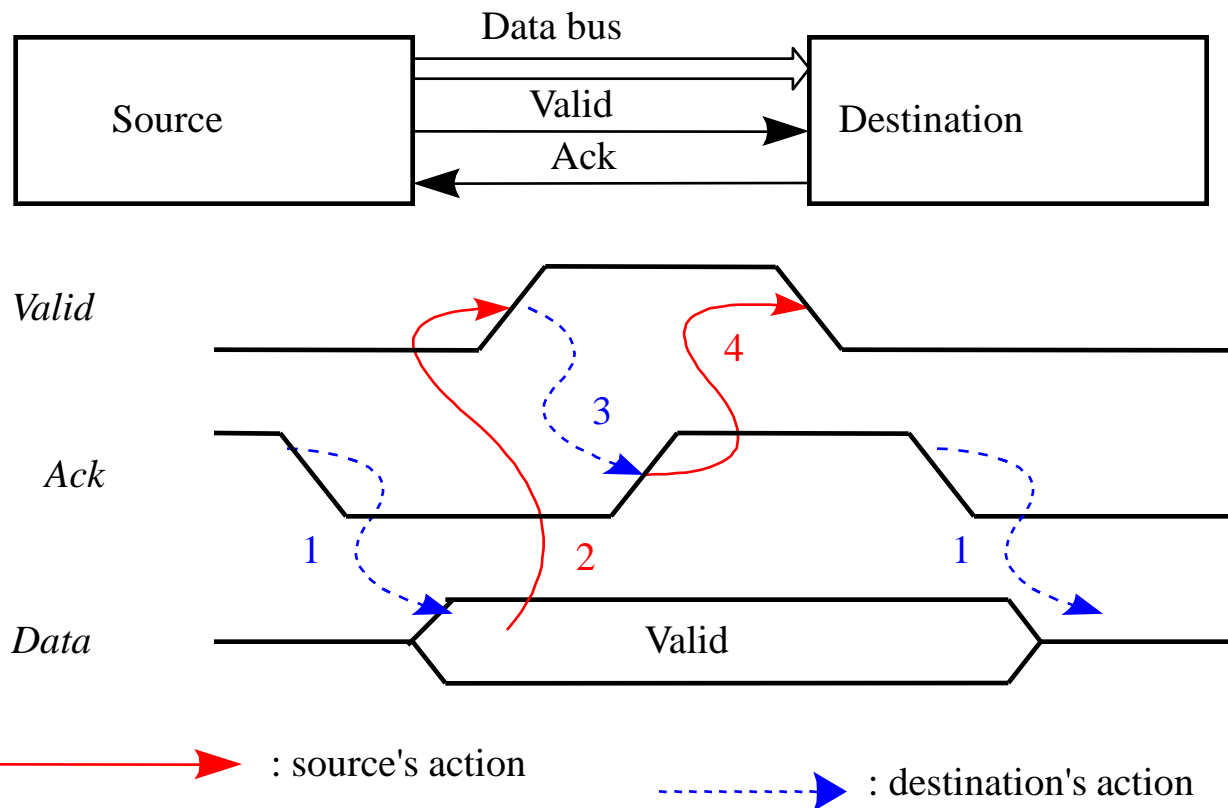 Data bus
Source
Valid
Destination
Ack
Valid
4
3
Ack
1
2
1
Data
Valid
: source's action
: destination's action